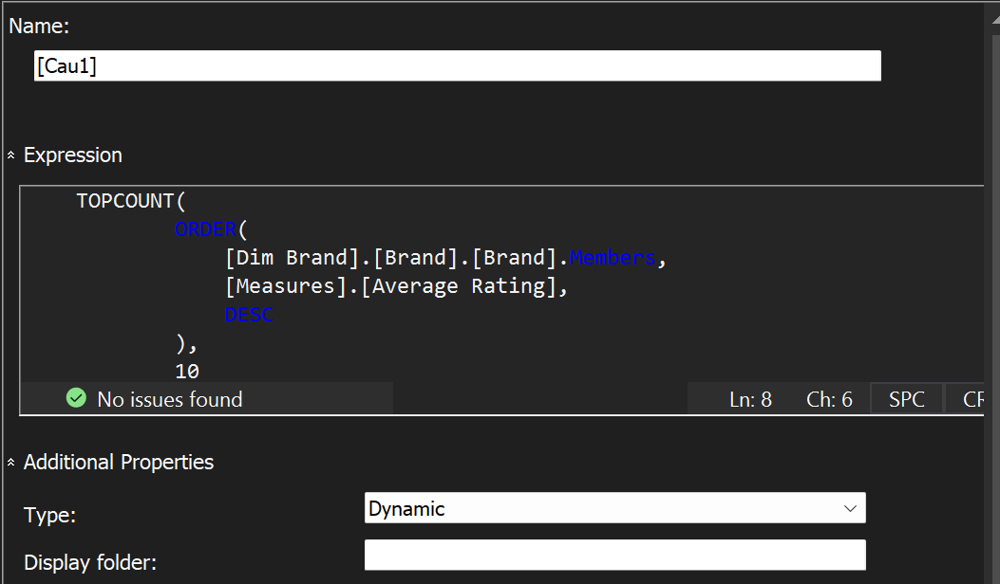 Name:
[Cau1]
Expression
TOPCOUNT(
ORDER(
[Dim Brand].[Brand].[Brand].Members,
[Measures].[Average Rating],
DESC
),
10
No issues found
Ln: 8
Ch: 6
SPC
CR
Additional Properties
Type:
Dynamic
Display folder: